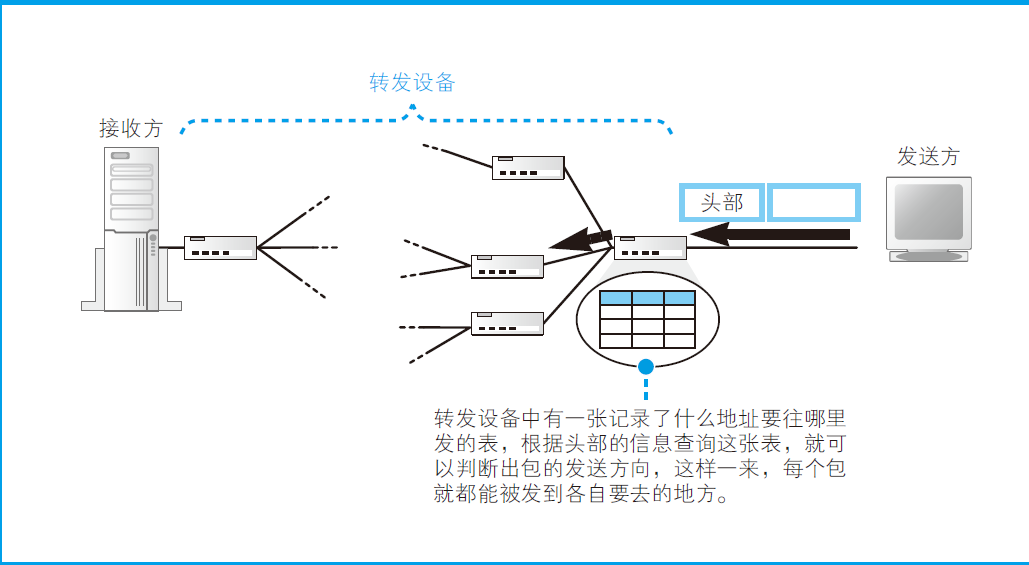 转发设备
接收方
发送方
头部
转发设备中有一张记录了什么地址要往哪里
发的表，根据头部的信息查询这张表，就可
以判断出包的发送方向，这样一来，每个包
就都能被发到各自要去的地方。